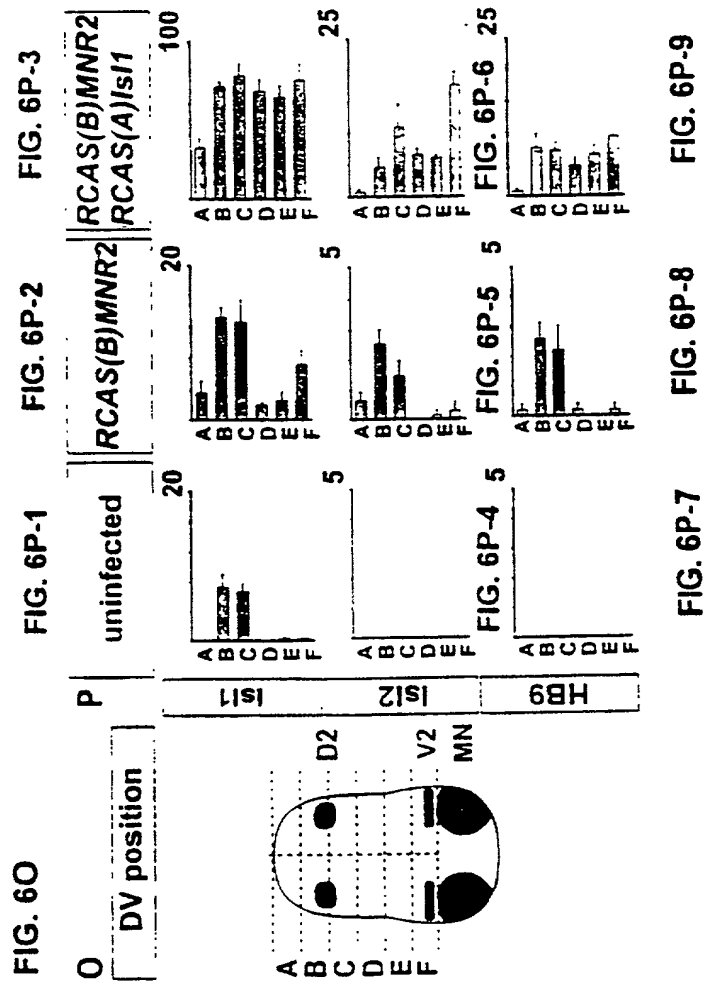 FIG. 6O
FIG. 6P-1
FIG. 6P-2
FIG. 6P-3
O
P
DV position
uninfected
RCAS(B)MNR2
RCAS(B)MNR2
RCAS(A)Isl1
A
B
C
D
E
F
D2
V2
MN
Isl1
20
A
B
C
D
E
F
20
A
B
C
D
E
F
100
A
B
C
D
E
F
Isl2
5
A
B
C
D
E
F
5
A
B
C
D
E
F
25
A
B
C
D
E
F
FIG. 6P-4
FIG. 6P-5
FIG. 6P-6
HB9
5
A
B
C
D
E
F
5
A
B
C
D
E
F
25
A
B
C
D
E
F
FIG. 6P-7
FIG. 6P-8
FIG. 6P-9